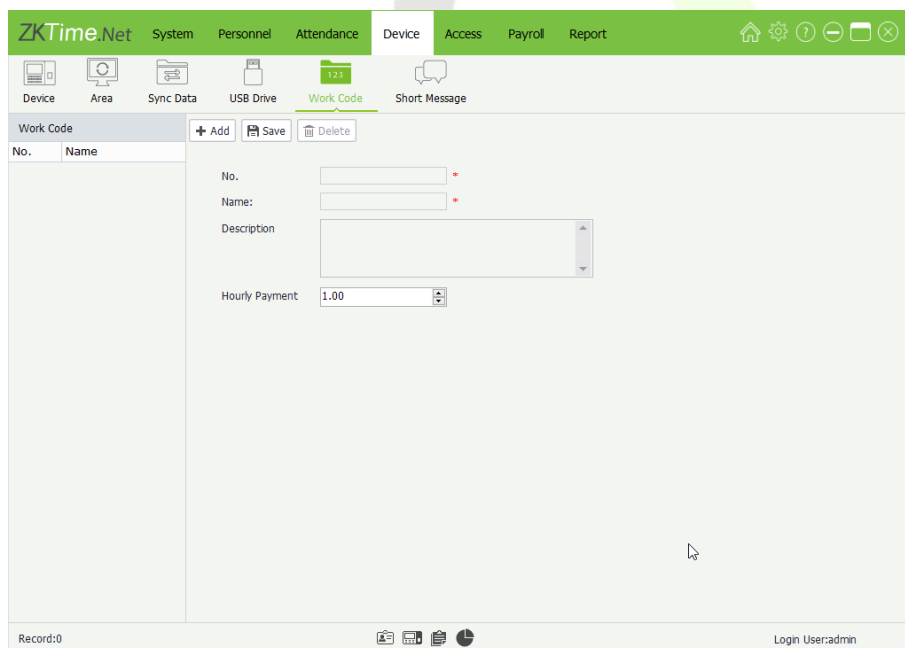 ZKTime.Net System Personnel Attendance Device Access Payroll Report
Device Area Sync Data USB Drive 123 Work Code Short Message
Work Code
+ Add Save Delete
No. Name
No. *
Name: *
Description
Hourly Payment 1.00
Record:0 Login User:admin